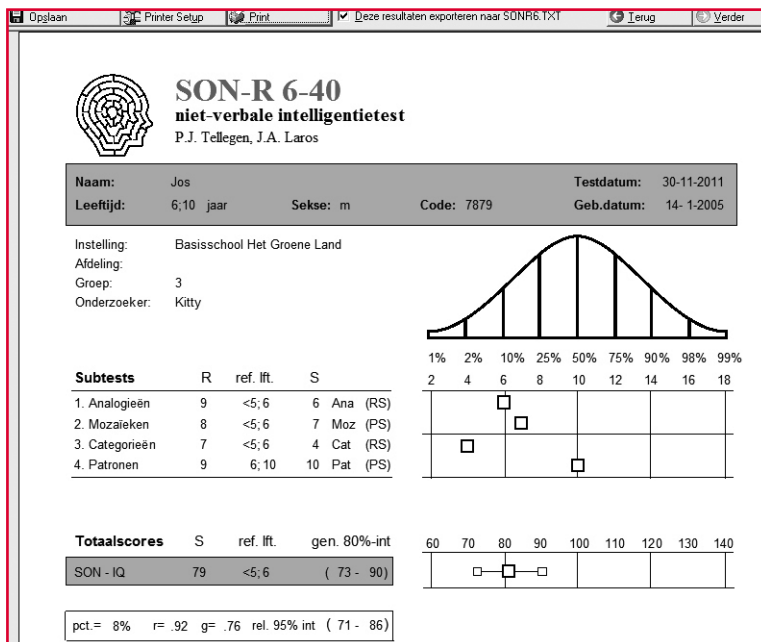 Opslaan Printer Setup Print Deze resultaten exporteren naar SONR6.TXT Terug Verder
SON-R 6-40
niet-verbale intelligentietest
P.J. Tellegen, J.A. Laros
Naam: Jos Testdatum: 30-11-2011
Leeftijd: 6;10 jaar Sekse: m Code: 7879 Geb.datum: 14- 1-2005
Instelling: Basisschool Het Groene Land
Afdeling:
Groep: 3
Onderzoeker: Kitty
1% 2% 10% 25% 50% 75% 90% 98% 99%
Subtests R ref. lft. S 2 4 6 8 10 12 14 16 18
1. Analogieën 9 <5;6 6 Ana (RS)
2. Mozaïeken 8 <5;6 7 Moz (PS)
3. Categorieën 7 <5;6 4 Cat (RS)
4. Patronen 9 6;10 10 Pat (PS)
Totaalscores S ref. lft. gen. 80%-int 60 70 80 90 100 110 120 130 140
SON - IQ 79 <5;6 ( 73 - 90)
pct.= 8% r= .92 g= .76 rel. 95% int ( 71 - 86)